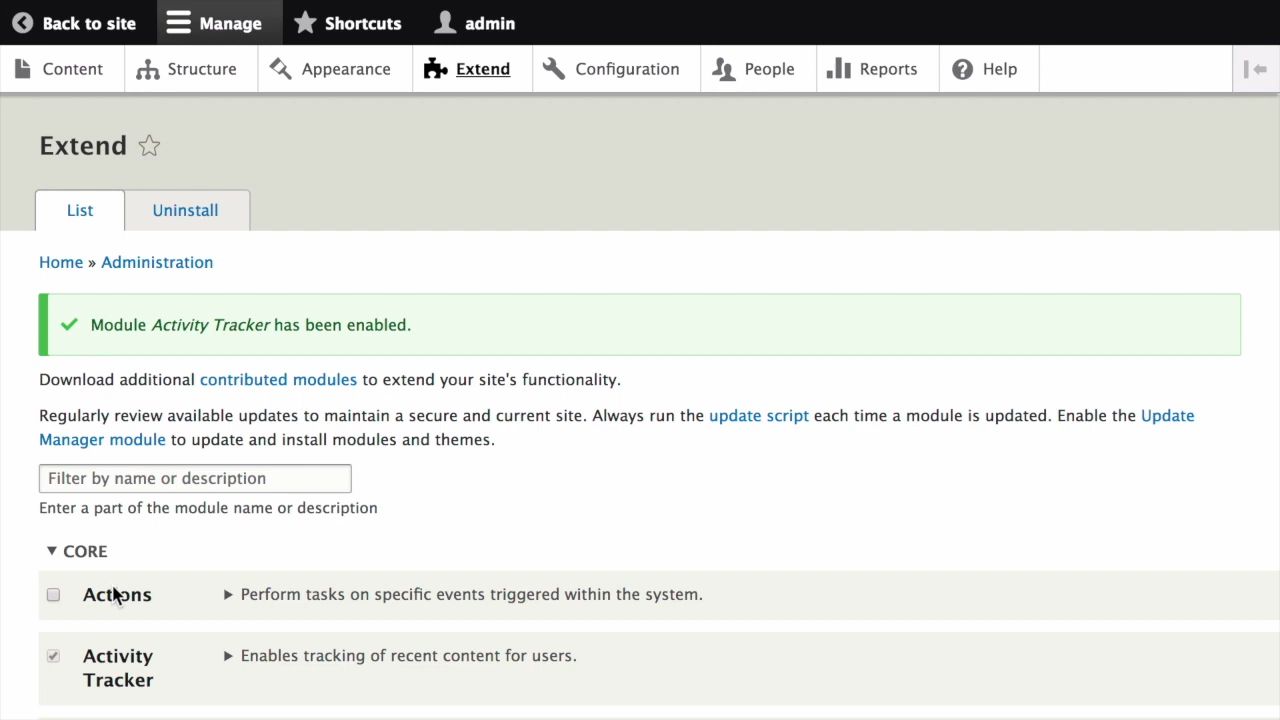 Back to site Manage Shortcuts admin
Content Structure Appearance Extend Configuration People Reports Help
Extend
List Uninstall
Home » Administration
Module Activity Tracker has been enabled.
Download additional contributed modules to extend your site's functionality.
Regularly review available updates to maintain a secure and current site. Always run the update script each time a module is updated. Enable the Update
Manager module to update and install modules and themes.
Filter by name or description
Enter a part of the module name or description
▼ CORE
Actions ▶ Perform tasks on specific events triggered within the system.
Activity ▶ Enables tracking of recent content for users.
Tracker